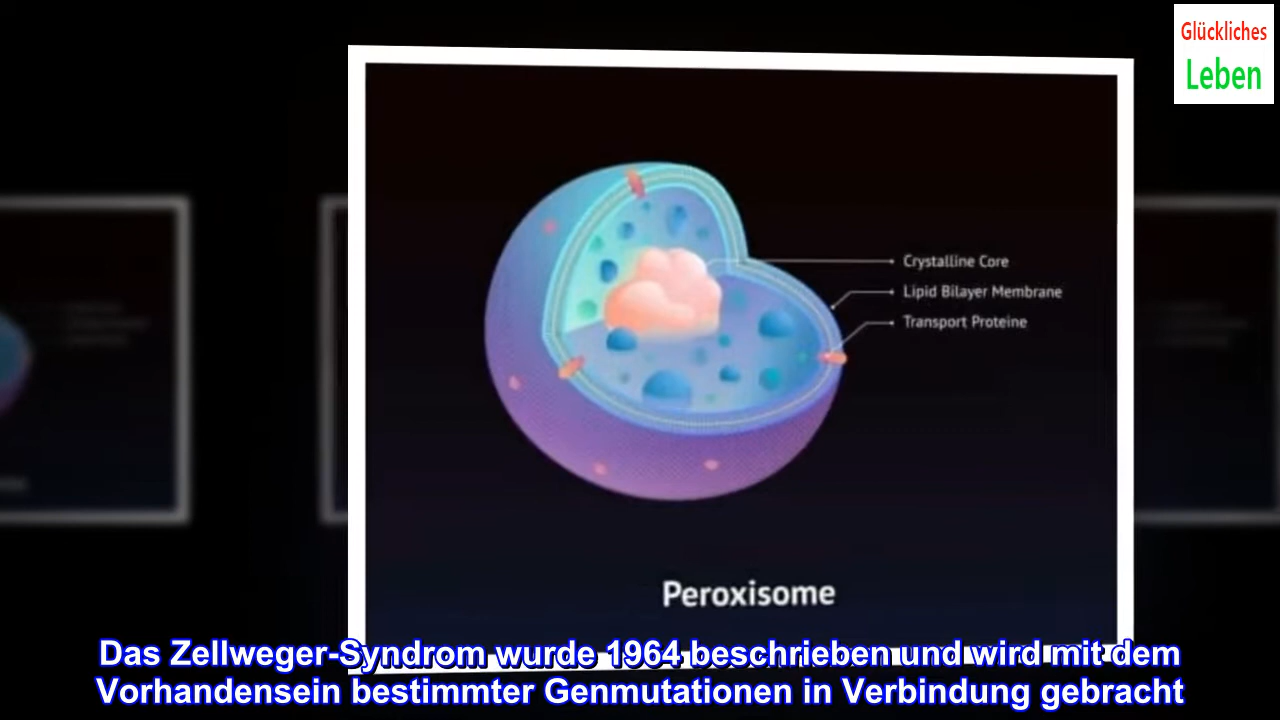 Glückliches
Leben
Crystalline Core
Lipid Bilayer Membrane
Transport Proteine
Peroxisome
Das Zellweger-Syndrom wurde 1964 beschrieben und wird mit dem
Vorhandensein bestimmter Genmutationen in Verbindung gebracht